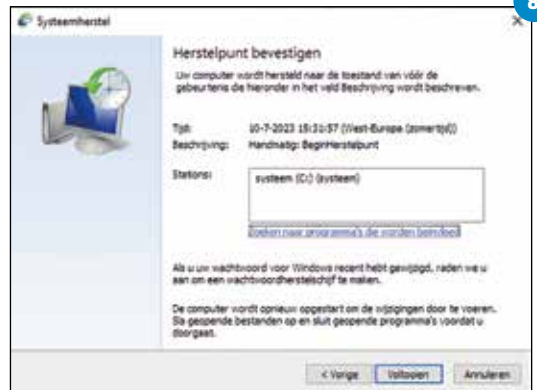 Systeemherstel
Herstelpunt bevestigen
Uw computer wordt hersteld naar de toestand van vóór de
gebeurtenis die hieronder in het veld Beschrijving wordt beschreven.
Tijd: 10-7-2023 15:31:57 (West-Europa (zomertijd))
Beschrijving: Handmatig: BeginHerstelpunt
Stations: systeem (C:) (systeem)
Zoeken naar programma's die worden beïnvloed
Als u uw wachtwoord voor Windows recent hebt gewijzigd, raden we u
aan om een wachtwoordherstelschijf te maken.
De computer wordt opnieuw opgestart om de wijzigingen door te voeren.
Sla geopende bestanden op en sluit geopende programma's voordat u
doorgaat.
< Vorige Voltooien Annuleren